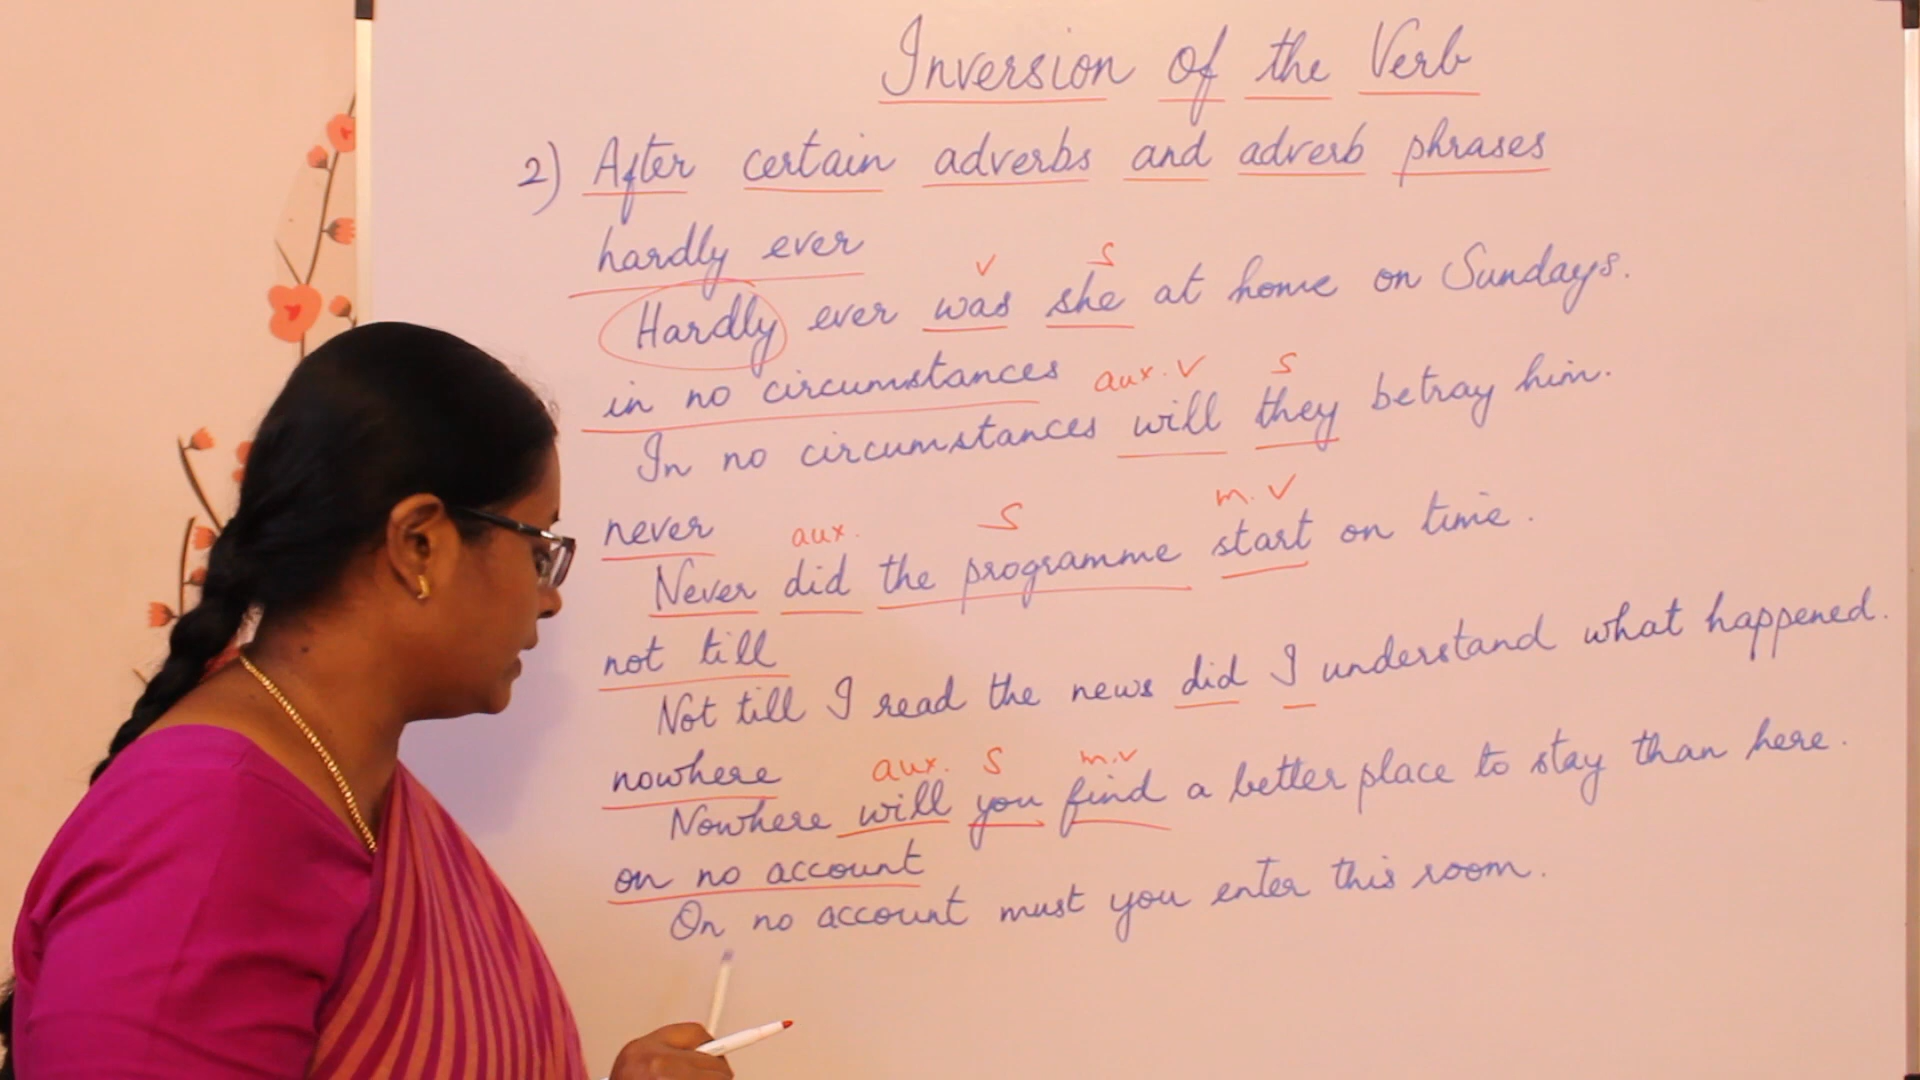 Inversion of the Verb
2) After certain adverbs and adverb phrases
hardly ever
v s
Hardly ever was she at home on Sundays.
in no circumstances aux. v s
In no circumstances will they betray him.
never aux. s m. v
Never did the programme start on time.
not till
Not till I read the news did I understand what happened.
nowhere aux. s m.v
Nowhere will you find a better place to stay than here.
on no account
On no account must you enter this room.